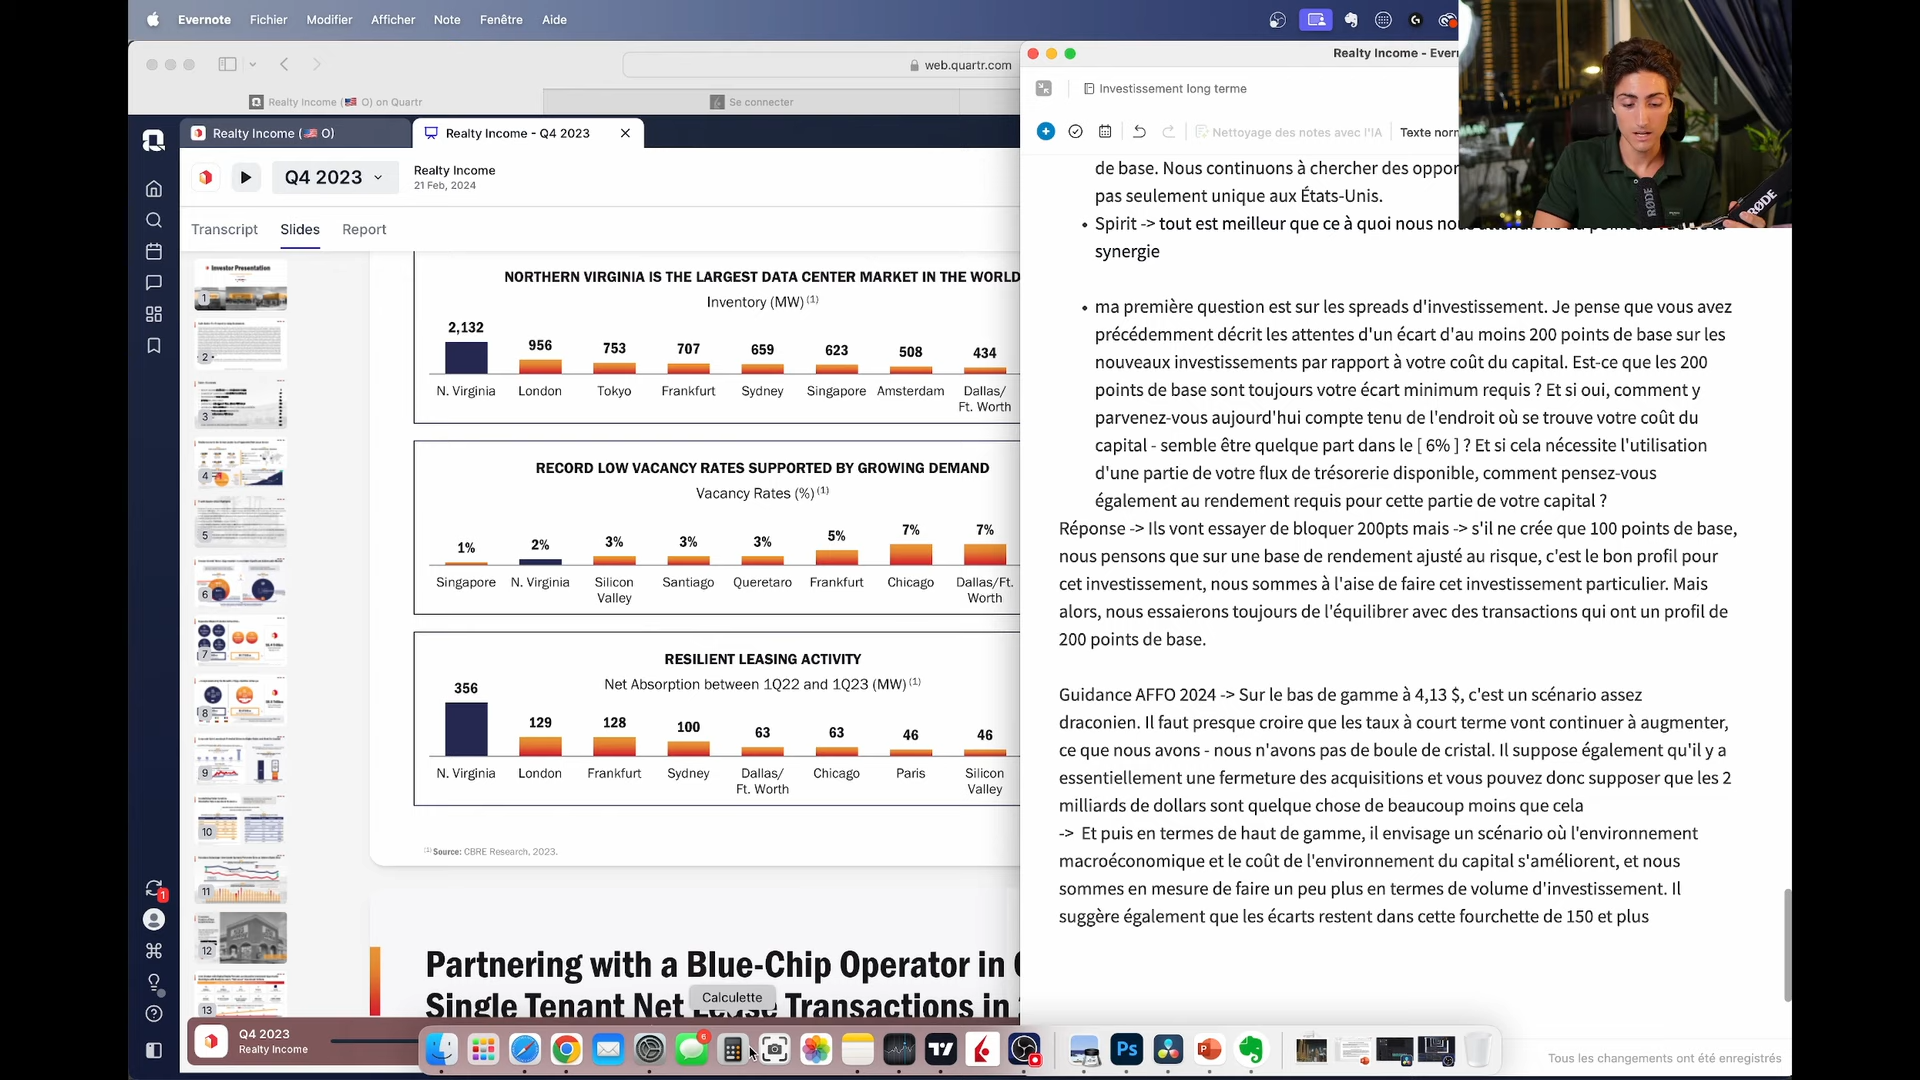 Evernote Fichier Modifier Afficher Note Fenêtre Aide
web.quartr.com
Realty Income (🇺🇸 O) on Quartr
Se connecter
Realty Income (🇺🇸 O)
Realty Income - Q4 2023
Q4 2023
Realty Income
21 Feb, 2024
Transcript Slides Report
Investor Presentation
1
2
3
4
5
6
7
8
9
10
11
12
13
NORTHERN VIRGINIA IS THE LARGEST DATA CENTER MARKET IN THE WORLD
Inventory (MW) (1)
2,132 956 753 707 659 623 508 434
N. Virginia London Tokyo Frankfurt Sydney Singapore Amsterdam Dallas/
Ft. Worth
RECORD LOW VACANCY RATES SUPPORTED BY GROWING DEMAND
Vacancy Rates (%) (1)
1% 2% 3% 3% 3% 5% 7% 7%
Singapore N. Virginia Silicon Santiago Queretaro Frankfurt Chicago Dallas/Ft.
Valley Worth
RESILIENT LEASING ACTIVITY
Net Absorption between 1Q22 and 1Q23 (MW) (1)
356 129 128 100 63 63 46 46
N. Virginia London Frankfurt Sydney Dallas/ Chicago Paris Silicon
Ft. Worth Valley
(1) Source: CBRE Research, 2023.
Partnering with a Blue-Chip Operator in
Single Tenant Net Lease Transactions in
Calculette
Q4 2023
Realty Income
1
6
Realty Income -
Investissement long terme
Nettoyage des notes avec l'IA
Texte
de base. Nous continuons à chercher des
pas seulement unique aux États-Unis.
• Spirit -> tout est meilleur que ce à quoi nous
synergie
• ma première question est sur les spreads d'investissement. Je pense que vous avez
précédemment décrit les attentes d'un écart d'au moins 200 points de base sur les
nouveaux investissements par rapport à votre coût du capital. Est-ce que les 200
points de base sont toujours votre écart minimum requis ? Et si oui, comment y
parvenez-vous aujourd'hui compte tenu de l'endroit où se trouve votre coût du
capital - semble être quelque part dans le [ 6% ] ? Et si cela nécessite l'utilisation
d'une partie de votre flux de trésorerie disponible, comment pensez-vous
également au rendement requis pour cette partie de votre capital ?
Réponse -> Ils vont essayer de bloquer 200pts mais -> s'il ne crée que 100 points de base,
nous pensons que sur une base de rendement ajusté au risque, c'est le bon profil pour
cet investissement, nous sommes à l'aise de faire cet investissement particulier. Mais
alors, nous essaierons toujours de l'équilibrer avec des transactions qui ont un profil de
200 points de base.
Guidance AFFO 2024 -> Sur le bas de gamme à 4,13 $, c'est un scénario assez
draconien. Il faut presque croire que les taux à court terme vont continuer à augmenter,
ce que nous avons - nous n'avons pas de boule de cristal. Il suppose également qu'il y a
essentiellement une fermeture des acquisitions et vous pouvez donc supposer que les 2
milliards de dollars sont quelque chose de beaucoup moins que cela
-> Et puis en termes de haut de gamme, il envisage un scénario où l'environnement
macroéconomique et le coût de l'environnement du capital s'améliorent, et nous
sommes en mesure de faire un peu plus en termes de volume d'investissement. Il
suggère également que les écarts restent dans cette fourchette de 150 et plus
Tous les changements ont été enregistrés
RØDE
RØDE
Ps